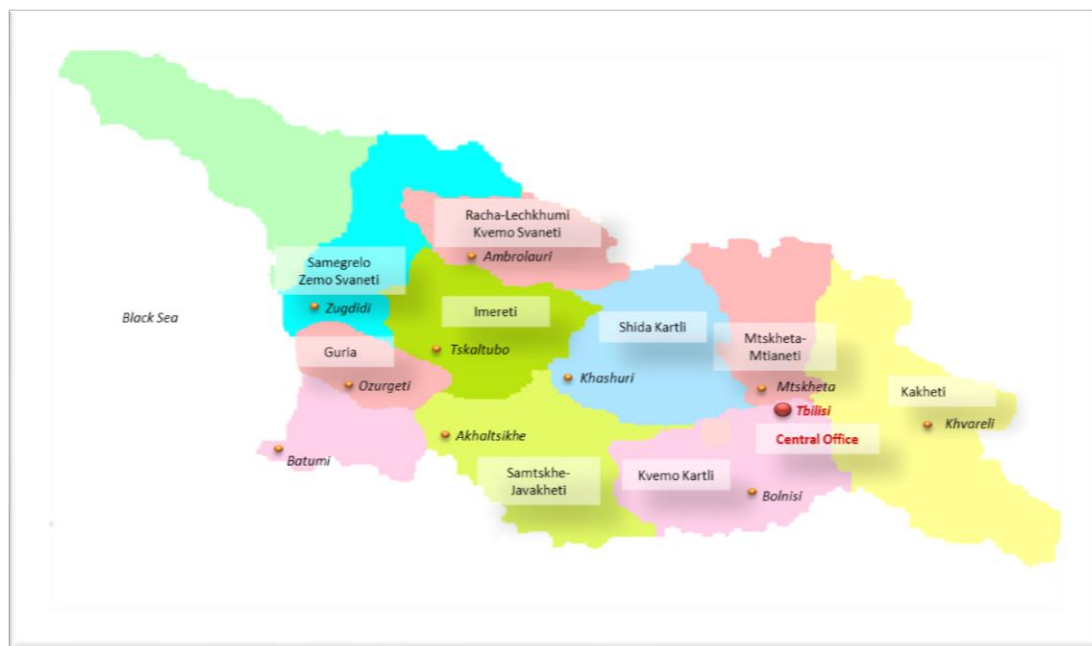 Racha-Lechkhumi
Kvemo Svaneti
Ambrolauri
Samegrelo
Zemo Svaneti
Zugdidi
Black Sea
Imereti
Shida Kartli
Mtskheta-
Mtianeti
Guria
Tskaltubo
Ozurgeti
Khashuri
Mtskheta
Kakheti
Tbilisi
Khvareli
Akhaltsikhe
Central Office
Batumi
Samtskhe-
Javakheti
Kvemo Kartli
Bolnisi